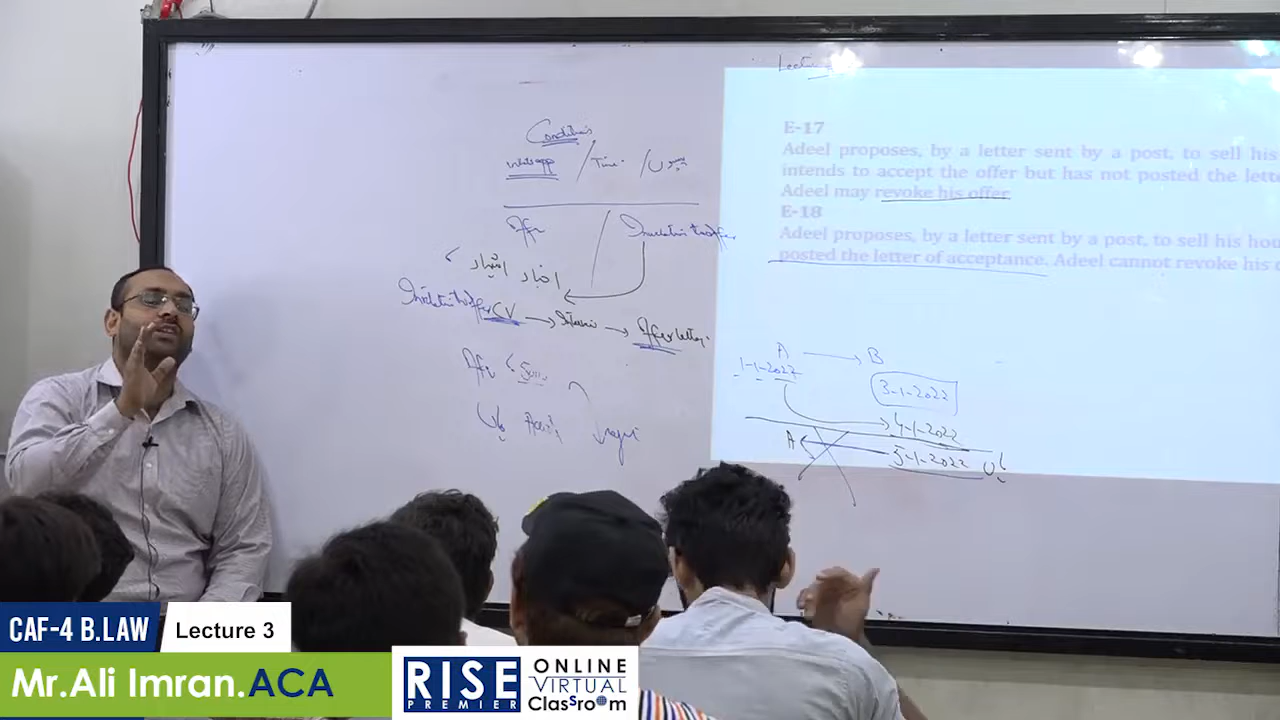 Lecture
Conditions
Whatsapp / Time / پیسوں
Offer / Invitation to offer
اخبار اشتہار
Invitation to offer CV → → Offer letter
Offer
E-17
Adeel proposes, by a letter sent by a post, to sell his
intends to accept the offer but has not posted the lette
Adeel may revoke his offer.
E-18
Adeel proposes, by a letter sent by a post, to sell his hou
posted the letter of acceptance. Adeel cannot revoke his
A → B
1-1-2022
3-1-2022
4-1-2022
A 5-1-2022
CAF-4 B.LAW Lecture 3
Mr.Ali Imran.ACA
RISE PREMIER ONLINE VIRTUAL Classroom